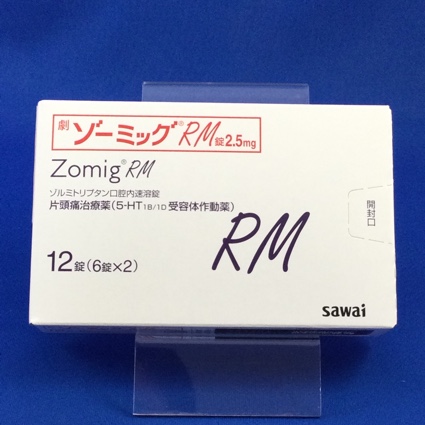 劇 ゾーミッグ®RM錠2.5mg
Zomig®RM
ゾルミトリプタン口腔内速溶錠
片頭痛治療薬(5-HT1B/1D受容体作動薬)
RM
12錠(6錠×2)
開封口
sawai